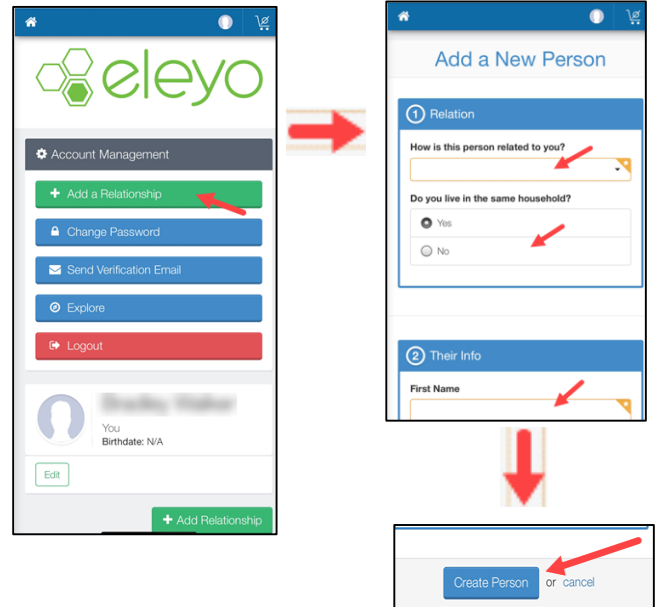 eleyo
Account Management
Add a Relationship
Change Password
Send Verification Email
Explore
Logout
You
Birthdate: N/A
Edit
Add Relationship
Add a New Person
1 Relation
How is this person related to you?
Do you live in the same household?
Yes
No
2 Their Info
First Name
Create Person or cancel